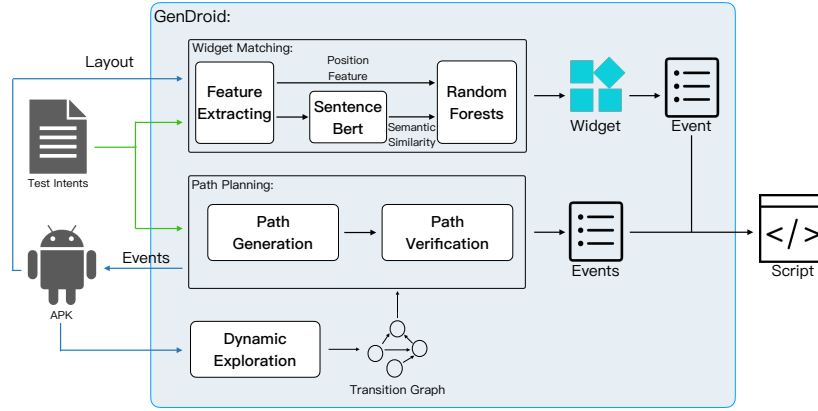 GenDroid:
Widget Matching:
Layout
Position
Feature
Feature
Extracting
Sentence
Bert
Random
Forests
Semantic
Similarity
Widget
Event
Test Intents
Path Planning:
Path
Generation
Path
Verification
Events
Events
</>
Script
APK
Dynamic
Exploration
Transition Graph